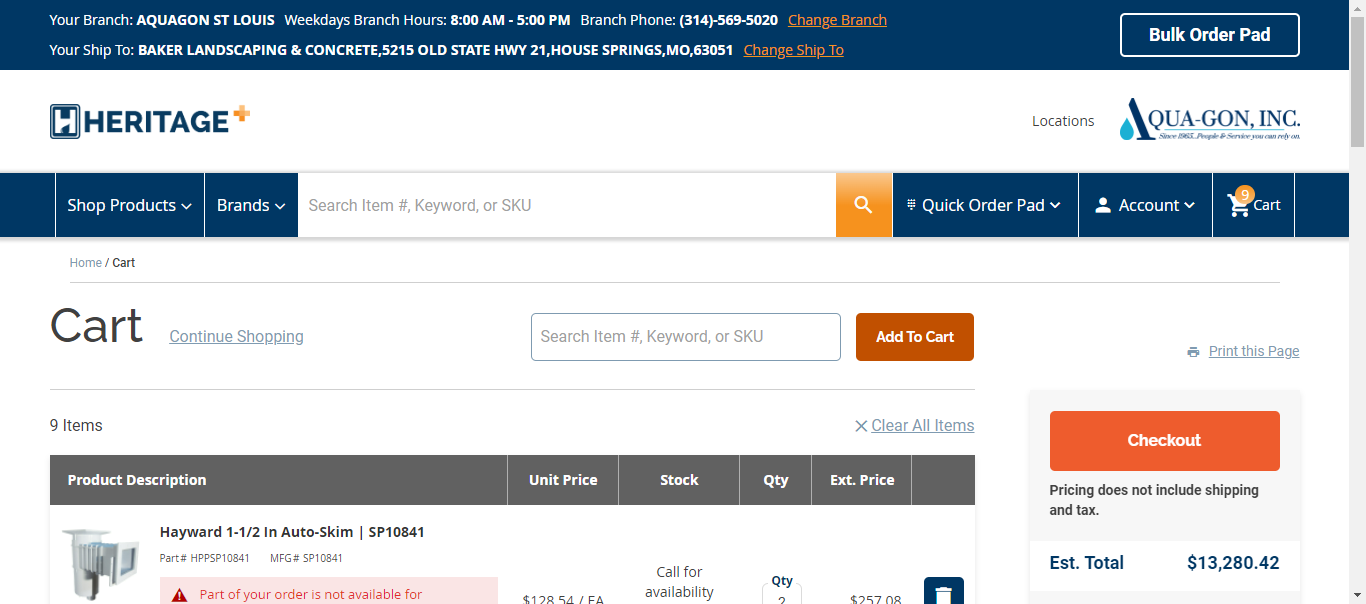 Your Branch: AQUAGON ST LOUIS Weekdays Branch Hours: 8:00 AM - 5:00 PM Branch Phone: (314)-569-5020 Change Branch
Your Ship To: BAKER LANDSCAPING & CONCRETE,5215 OLD STATE HWY 21,HOUSE SPRINGS,MO,63051 Change Ship To
Bulk Order Pad
HERITAGE+
Locations
AQUA-GON, INC.
Since 1963...People & Service you can rely on.
Shop Products
Brands
Search Item #, Keyword, or SKU
Quick Order Pad
Account
9
Cart
Home / Cart
Cart
Continue Shopping
Search Item #, Keyword, or SKU
Add To Cart
Print this Page
9 Items
Clear All Items
Checkout
Pricing does not include shipping
and tax.
Est. Total $13,280.42
Product Description Unit Price Stock Qty Ext. Price
Hayward 1-1/2 In Auto-Skim | SP10841
Part# HPPSP10841 MFG# SP10841
Part of your order is not available for
$128.54 / EA
Call for
availability
Qty
2
$257.08